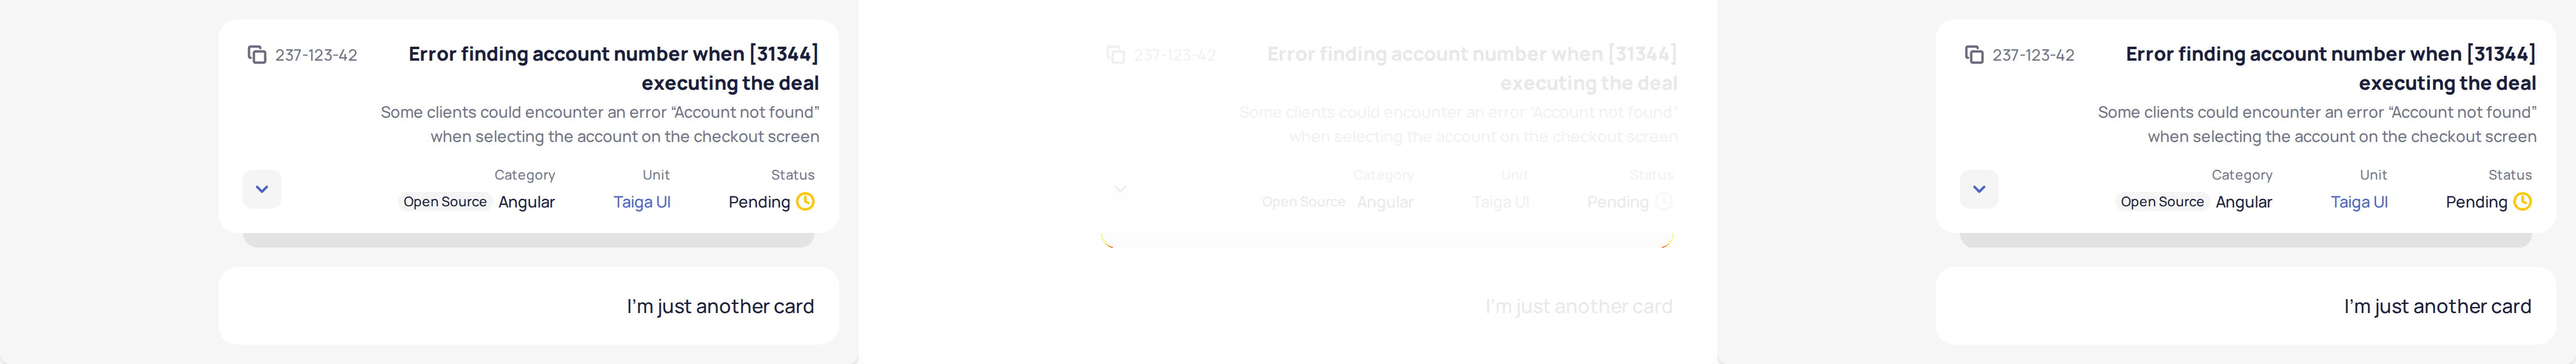 237-123-42
Error finding account number when [31344]
executing the deal
Some clients could encounter an error “Account not found”
when selecting the account on the checkout screen
Category
Unit
Status
Open Source Angular
Taiga UI
Pending
I’m just another card
237-123-42
Error finding account number when [31344]
executing the deal
Some clients could encounter an error “Account not found”
when selecting the account on the checkout screen
Category
Unit
Status
Open Source Angular
Taiga UI
Pending
I’m just another card
237-123-42
Error finding account number when [31344]
executing the deal
Some clients could encounter an error “Account not found”
when selecting the account on the checkout screen
Category
Unit
Status
Open Source Angular
Taiga UI
Pending
I’m just another card